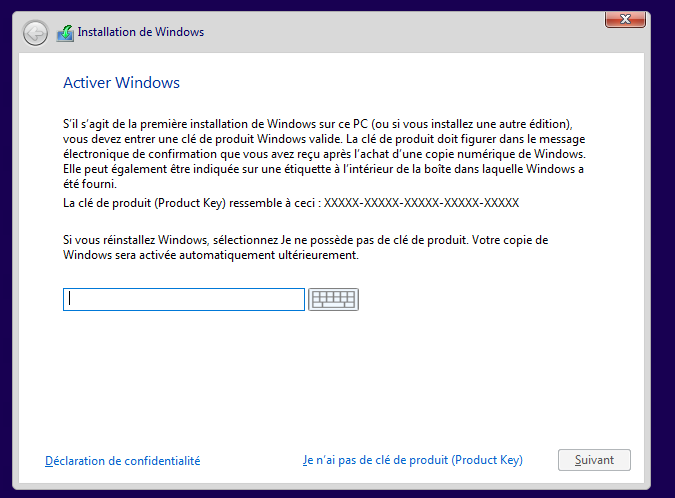 Installation de Windows
Activer Windows
S'il s'agit de la première installation de Windows sur ce PC (ou si vous installez une autre édition),
vous devez entrer une clé de produit Windows valide. La clé de produit doit figurer dans le message
électronique de confirmation que vous avez reçu après l'achat d'une copie numérique de Windows.
Elle peut également être indiquée sur une étiquette à l'intérieur de la boîte dans laquelle Windows a
été fourni.
La clé de produit (Product Key) ressemble à ceci : XXXXX-XXXXX-XXXXX-XXXXX-XXXXX
Si vous réinstallez Windows, sélectionnez Je ne possède pas de clé de produit. Votre copie de
Windows sera activée automatiquement ultérieurement.
Déclaration de confidentialité
Je n'ai pas de clé de produit (Product Key)
Suivant